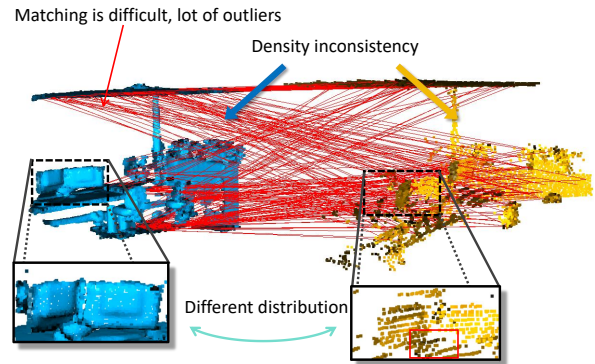 Matching is difficult, lot of outliers
Density inconsistency
Different distribution